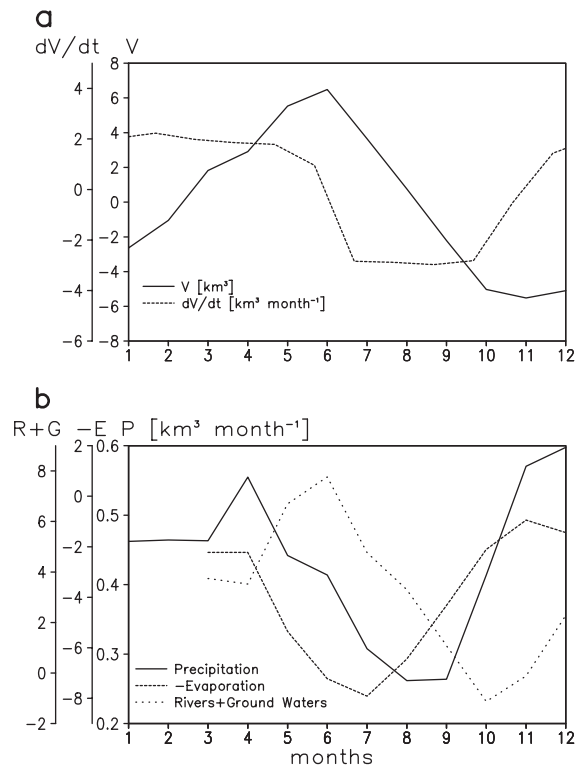 a
dV/dt V
8
4
6
2
4
2
0
0
−2
−2
−4
−4
−6
−6 −8
V [km³]
dV/dt [km³ month⁻¹]
1 2 3 4 5 6 7 8 9 10 11 12
b
R+G −E P [km³ month⁻¹]
2 0.6
8
0
6
0.5
−2
4
0.4
−4
2
−6
0.3
0
−8
−2 0.2
Precipitation
−Evaporation
Rivers+Ground Waters
1 2 3 4 5 6 7 8 9 10 11 12
months